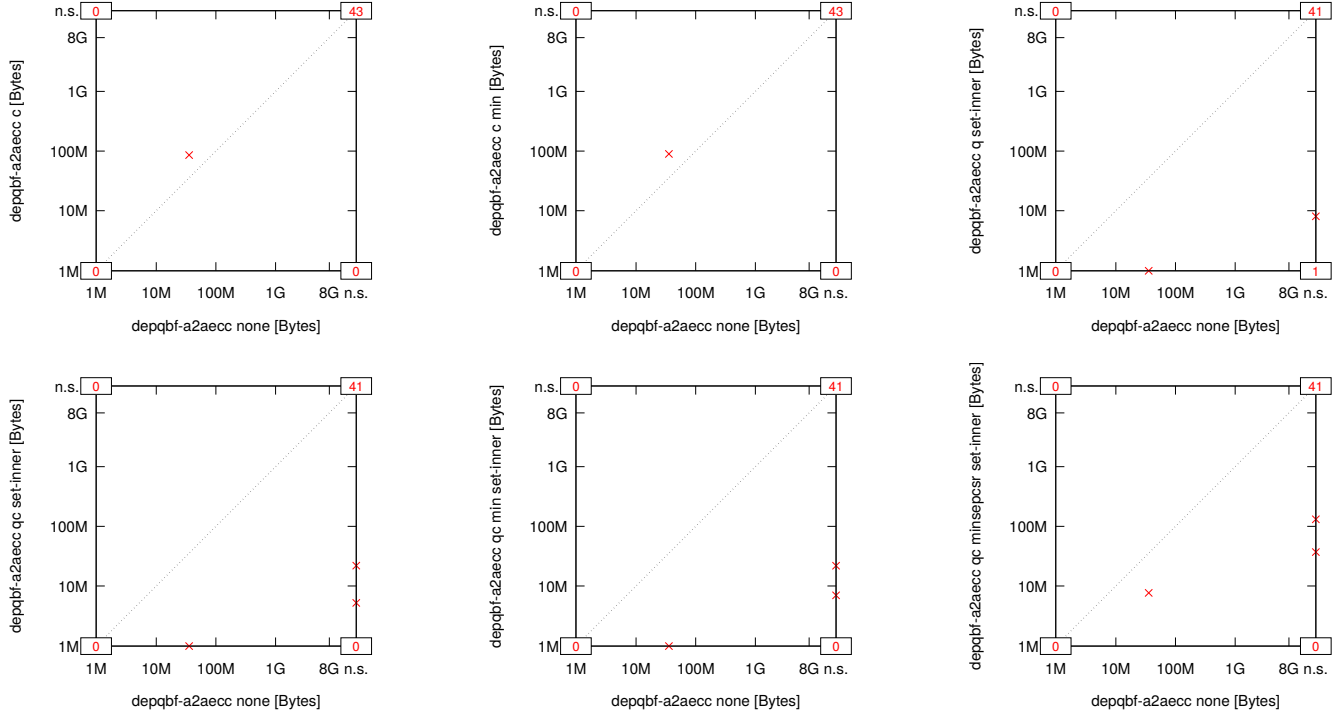 n.s. 0 43
8G
1G
100M
10M
1M 0 0
1M 10M 100M 1G 8G n.s.
depqbf-a2aecc none [Bytes]
depqbf-a2aecc c [Bytes]
n.s. 0 43
8G
1G
100M
10M
1M 0 0
1M 10M 100M 1G 8G n.s.
depqbf-a2aecc none [Bytes]
depqbf-a2aecc c min [Bytes]
n.s. 0 41
8G
1G
100M
10M
1M 0 1
1M 10M 100M 1G 8G n.s.
depqbf-a2aecc none [Bytes]
depqbf-a2aecc q set-inner [Bytes]
n.s. 0 41
8G
1G
100M
10M
1M 0 0
1M 10M 100M 1G 8G n.s.
depqbf-a2aecc none [Bytes]
depqbf-a2aecc qc set-inner [Bytes]
n.s. 0 41
8G
1G
100M
10M
1M 0 0
1M 10M 100M 1G 8G n.s.
depqbf-a2aecc none [Bytes]
depqbf-a2aecc qc min set-inner [Bytes]
n.s. 0 41
8G
1G
100M
10M
1M 0 0
1M 10M 100M 1G 8G n.s.
depqbf-a2aecc none [Bytes]
depqbf-a2aecc qc minsepcsr set-inner [Bytes]